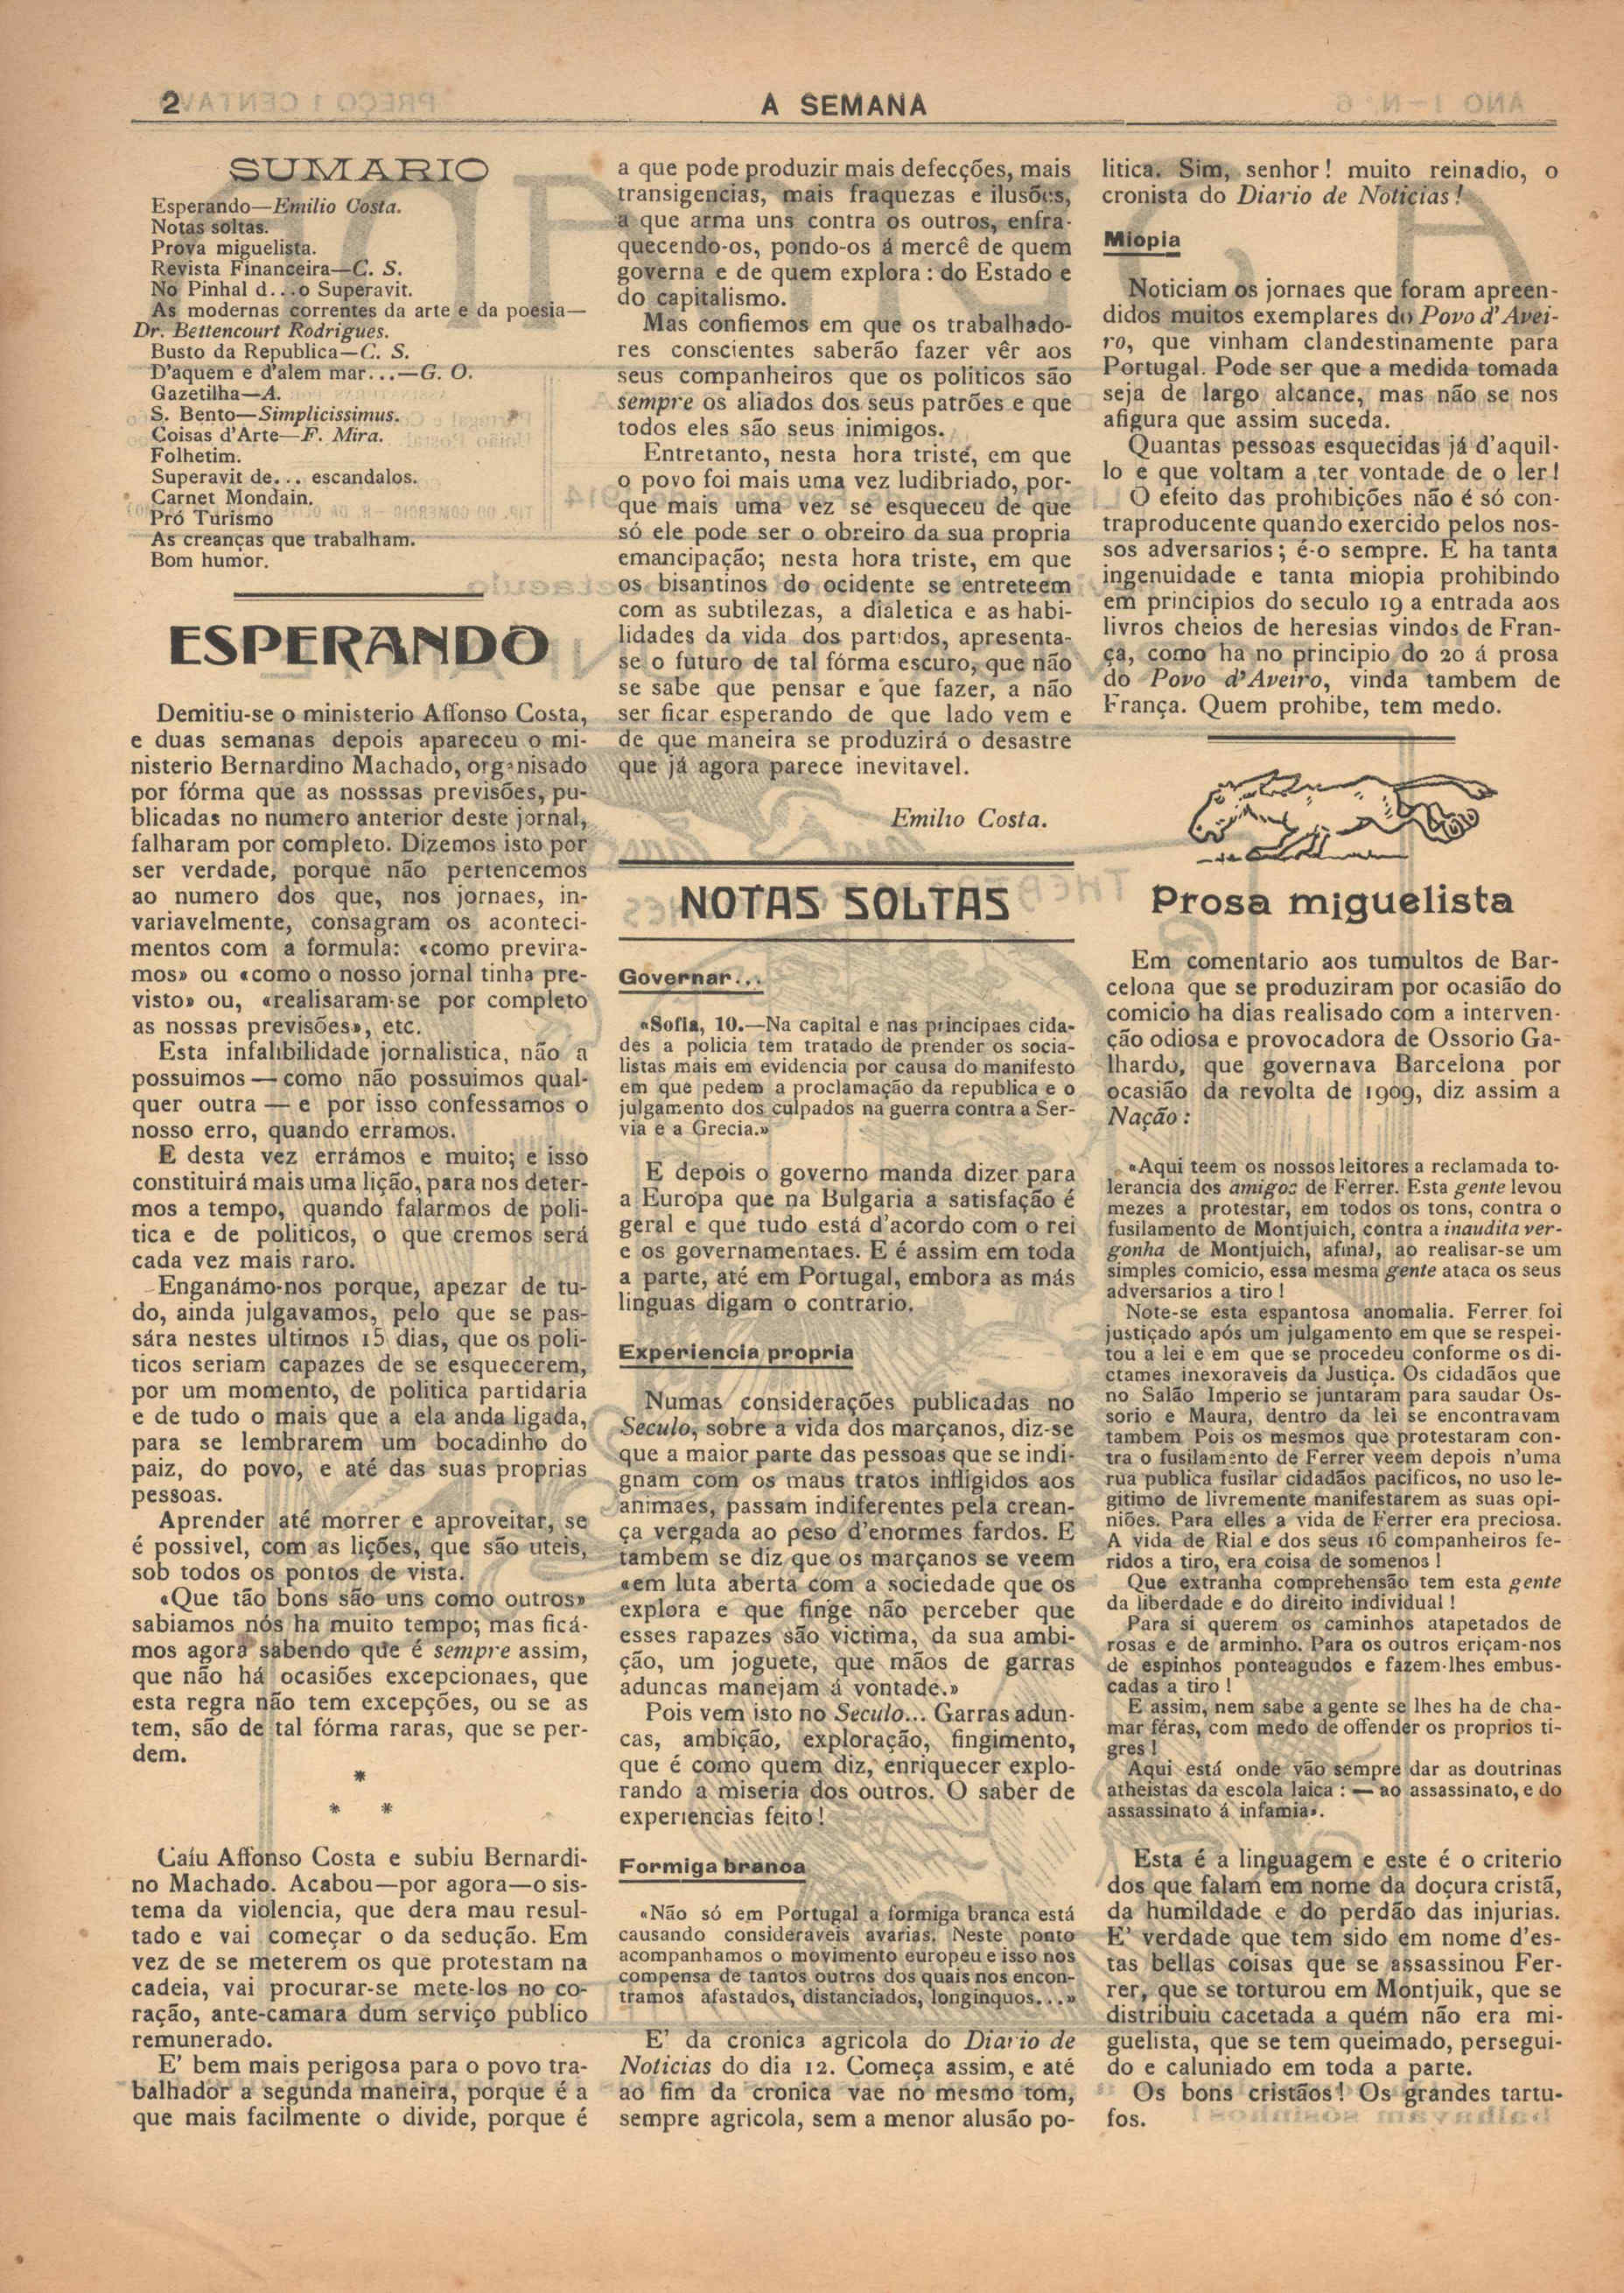 2
A SEMANA
SUMARIO
Esperando—Emilio Costa.
Notas soltas.
Prova miguelista.
Revista Financeira—C. S.
No Pinhal d...o Superavit.
As modernas correntes da arte e da poesia—
Dr. Bettencourt Rodrigues.
Busto da Republica—C. S.
D'aquem e d'alem mar...—G. O.
Gazetilha—A.
S. Bento—Simplicissimus.
Coisas d'Arte—F. Mira.
Folhetim.
Superavit de... escandalos.
Carnet Mondain.
Pró Turismo
As creanças que trabalham.
Bom humor.
ESPERANDO
Demitiu-se o ministerio Affonso Costa,
e duas semanas depois apareceu o mi-
nisterio Bernardino Machado, organisado
por fórma que as nosssas previsões, pu-
blicadas no numero anterior deste jornal,
falharam por completo. Dizemos isto por
ser verdade, porque não pertencemos
ao numero dos que, nos jornaes, in-
variavelmente, consagram os aconteci-
mentos com a formula: «como previra-
mos» ou «como o nosso jornal tinha pre-
visto» ou, «realisaram-se por completo
as nossas previsões», etc.
Esta infalibilidade jornalistica, não a
possuimos — como não possuimos qual-
quer outra — e por isso confessamos o
nosso erro, quando erramos.
E desta vez errámos e muito; e isso
constituirá mais uma lição, para nos deter-
mos a tempo, quando falarmos de poli-
tica e de politicos, o que cremos será
cada vez mais raro.
Enganámo-nos porque, apezar de tu-
do, ainda julgavamos, pelo que se pas-
sára nestes ultimos 15 dias, que os poli-
ticos seriam capazes de se esquecerem,
por um momento, de politica partidaria
e de tudo o mais que a ela anda ligada,
para se lembrarem um bocadinho do
paiz, do povo, e até das suas proprias
pessoas.
Aprender até morrer e aproveitar, se
é possivel, com as lições, que são uteis,
sob todos os pontos de vista.
«Que tão bons são uns como outros»
sabiamos nós ha muito tempo; mas ficá-
mos agora sabendo que é sempre assim,
que não há ocasiões excepcionaes, que
esta regra não tem excepções, ou se as
tem, são de tal fórma raras, que se per-
dem.
*
* *
Caíu Affonso Costa e subiu Bernardi-
no Machado. Acabou—por agora—o sis-
tema da violencia, que dera mau resul-
tado e vai começar o da sedução. Em
vez de se meterem os que protestam na
cadeia, vai procurar-se mete-los no co-
ração, ante-camara dum serviço publico
remunerado.
E' bem mais perigosa para o povo tra-
balhador a segunda maneira, porque é a
que mais facilmente o divide, porque é
a que pode produzir mais defecções, mais
transigencias, mais fraquezas e ilusões,
a que arma uns contra os outros, enfra-
quecendo-os, pondo-os á mercê de quem
governa e de quem explora : do Estado e
do capitalismo.
Mas confiemos em que os trabalhado-
res conscientes saberão fazer vêr aos
seus companheiros que os politicos são
sempre os aliados dos seus patrões e que
todos eles são seus inimigos.
Entretanto, nesta hora triste, em que
o povo foi mais uma vez ludibriado, por-
que mais uma vez se esqueceu de que
só ele pode ser o obreiro da sua propria
emancipação; nesta hora triste, em que
os bisantinos do ocidente se entreteem
com as subtilezas, a dialetica e as habi-
lidades da vida dos partidos, apresenta-
se o futuro de tal fórma escuro, que não
se sabe que pensar e que fazer, a não
ser ficar esperando de que lado vem e
de que maneira se produzirá o desastre
que já agora parece inevitavel.
Emilio Costa.
NOTAS SOLTAS
Governar...
«Sofia, 10.—Na capital e nas principaes cida-
des a policia tem tratado de prender os socia-
listas mais em evidencia por causa do manifesto
em que pedem a proclamação da republica e o
julgamento dos culpados na guerra contra a Ser-
via e a Grecia.»
E depois o governo manda dizer para
a Europa que na Bulgaria a satisfação é
geral e que tudo está d'acordo com o rei
e os governamentaes. E é assim em toda
a parte, até em Portugal, embora as más
linguas digam o contrario.
Experiencia propria
Numas considerações publicadas no
Seculo, sobre a vida dos marçanos, diz-se
que a maior parte das pessoas que se indi-
gnam com os maus tratos infligidos aos
animaes, passam indiferentes pela crean-
ça vergada ao peso d'enormes fardos. E
tambem se diz que os marçanos se veem
«em luta aberta com a sociedade que os
explora e que finge não perceber que
esses rapazes são victima, da sua ambi-
ção, um joguete, que mãos de garras
aduncas manejam á vontade.»
Pois vem isto no Seculo... Garras adun-
cas, ambição, exploração, fingimento,
que é como quem diz, enriquecer explo-
rando a miseria dos outros. O saber de
experiencias feito !
Formiga branca
«Não só em Portugal a formiga branca está
causando consideraveis avarias. Neste ponto
acompanhamos o movimento europeu e isso nos
compensa de tantos outros dos quais nos encon-
tramos afastados, distanciados, longinquos...»
E' da cronica agricola do Diario de
Noticias do dia 12. Começa assim, e até
ao fim da cronica vae no mesmo tom,
sempre agricola, sem a menor alusão po-
litica. Sim, senhor ! muito reinadio, o
cronista do Diario de Noticias !
Miopia
Noticiam os jornaes que foram apreen-
didos muitos exemplares do Povo d'Avei-
ro, que vinham clandestinamente para
Portugal. Pode ser que a medida tomada
seja de largo alcance, mas não se nos
afigura que assim suceda.
Quantas pessoas esquecidas já d'aquil-
lo e que voltam a ter vontade de o ler !
O efeito das prohibições não é só con-
traproducente quando exercido pelos nos-
sos adversarios ; é-o sempre. E ha tanta
ingenuidade e tanta miopia prohibindo
em principios do seculo 19 a entrada aos
livros cheios de heresias vindos de Fran-
ça, como ha no principio do 20 á prosa
do Povo d'Aveiro, vinda tambem de
França. Quem prohibe, tem medo.
Prosa miguelista
Em comentario aos tumultos de Bar-
celona que se produziram por ocasião do
comicio ha dias realisado com a interven-
ção odiosa e provocadora de Ossorio Ga-
lhardo, que governava Barcelona por
ocasião da revolta de 1909, diz assim a
Nação :
«Aqui teem os nossos leitores a reclamada to-
lerancia dos amigos de Ferrer. Esta gente levou
mezes a protestar, em todos os tons, contra o
fusilamento de Montjuich, contra a inaudita ver-
gonha de Montjuich, afinal, ao realisar-se um
simples comicio, essa mesma gente ataca os seus
adversarios a tiro !
Note-se esta espantosa anomalia. Ferrer foi
justiçado após um julgamento em que se respei-
tou a lei e em que se procedeu conforme os di-
ctames inexoraveis da Justiça. Os cidadãos que
no Salão Imperio se juntaram para saudar Os-
sorio e Maura, dentro da lei se encontravam
tambem Pois os mesmos que protestaram con-
tra o fusilamento de Ferrer veem depois n'uma
rua publica fusilar cidadãos pacificos, no uso le-
gitimo de livremente manifestarem as suas opi-
niões. Para elles a vida de Ferrer era preciosa.
A vida de Rial e dos seus 16 companheiros fe-
ridos a tiro, era coisa de somenos !
Que extranha comprehensão tem esta gente
da liberdade e do direito individual !
Para si querem os caminhos atapetados de
rosas e de arminho. Para os outros eriçam-nos
de espinhos ponteagudos e fazem-lhes embus-
cadas a tiro !
E assim, nem sabe a gente se lhes ha de cha-
mar féras, com medo de offender os proprios ti-
gres !
Aqui está onde vão sempre dar as doutrinas
atheistas da escola laica : — ao assassinato, e do
assassinato á infamia».
Esta é a linguagem e este é o criterio
dos que falam em nome da doçura cristã,
da humildade e do perdão das injurias.
E' verdade que tem sido em nome d'es-
tas bellas coisas que se assassinou Fer-
rer, que se torturou em Montjuik, que se
distribuiu cacetada a quém não era mi-
guelista, que se tem queimado, persegui-
do e caluniado em toda a parte.
Os bons cristãos ! Os grandes tartu-
fos.